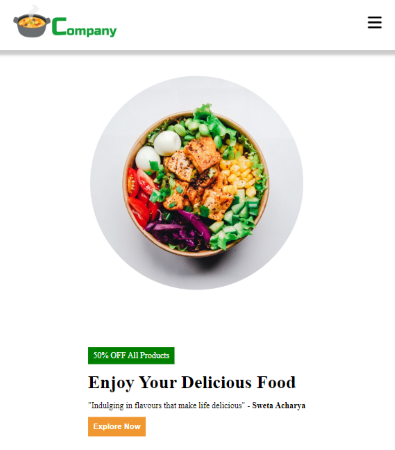 Company
50% OFF All Products
Enjoy Your Delicious Food
"Indulging in flavours that make life delicious" - Sweta Acharya
Explore Now